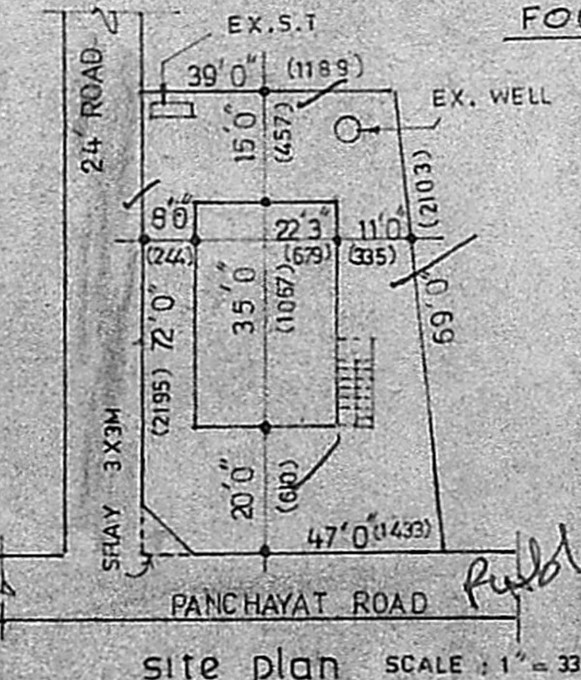 EX.S.T
39'0" (1189)
24' ROAD
15'0"
(457)
EX. WELL
(2103)
8'0
22'3" 11'0"
(244) (679) (335)
35'0"
(1067)
72'0"
(2195)
69'0"
20'0"
(610)
47'0" (1433)
3X3M
PANCHAYAT ROAD
site plan SCALE : 1" = 33